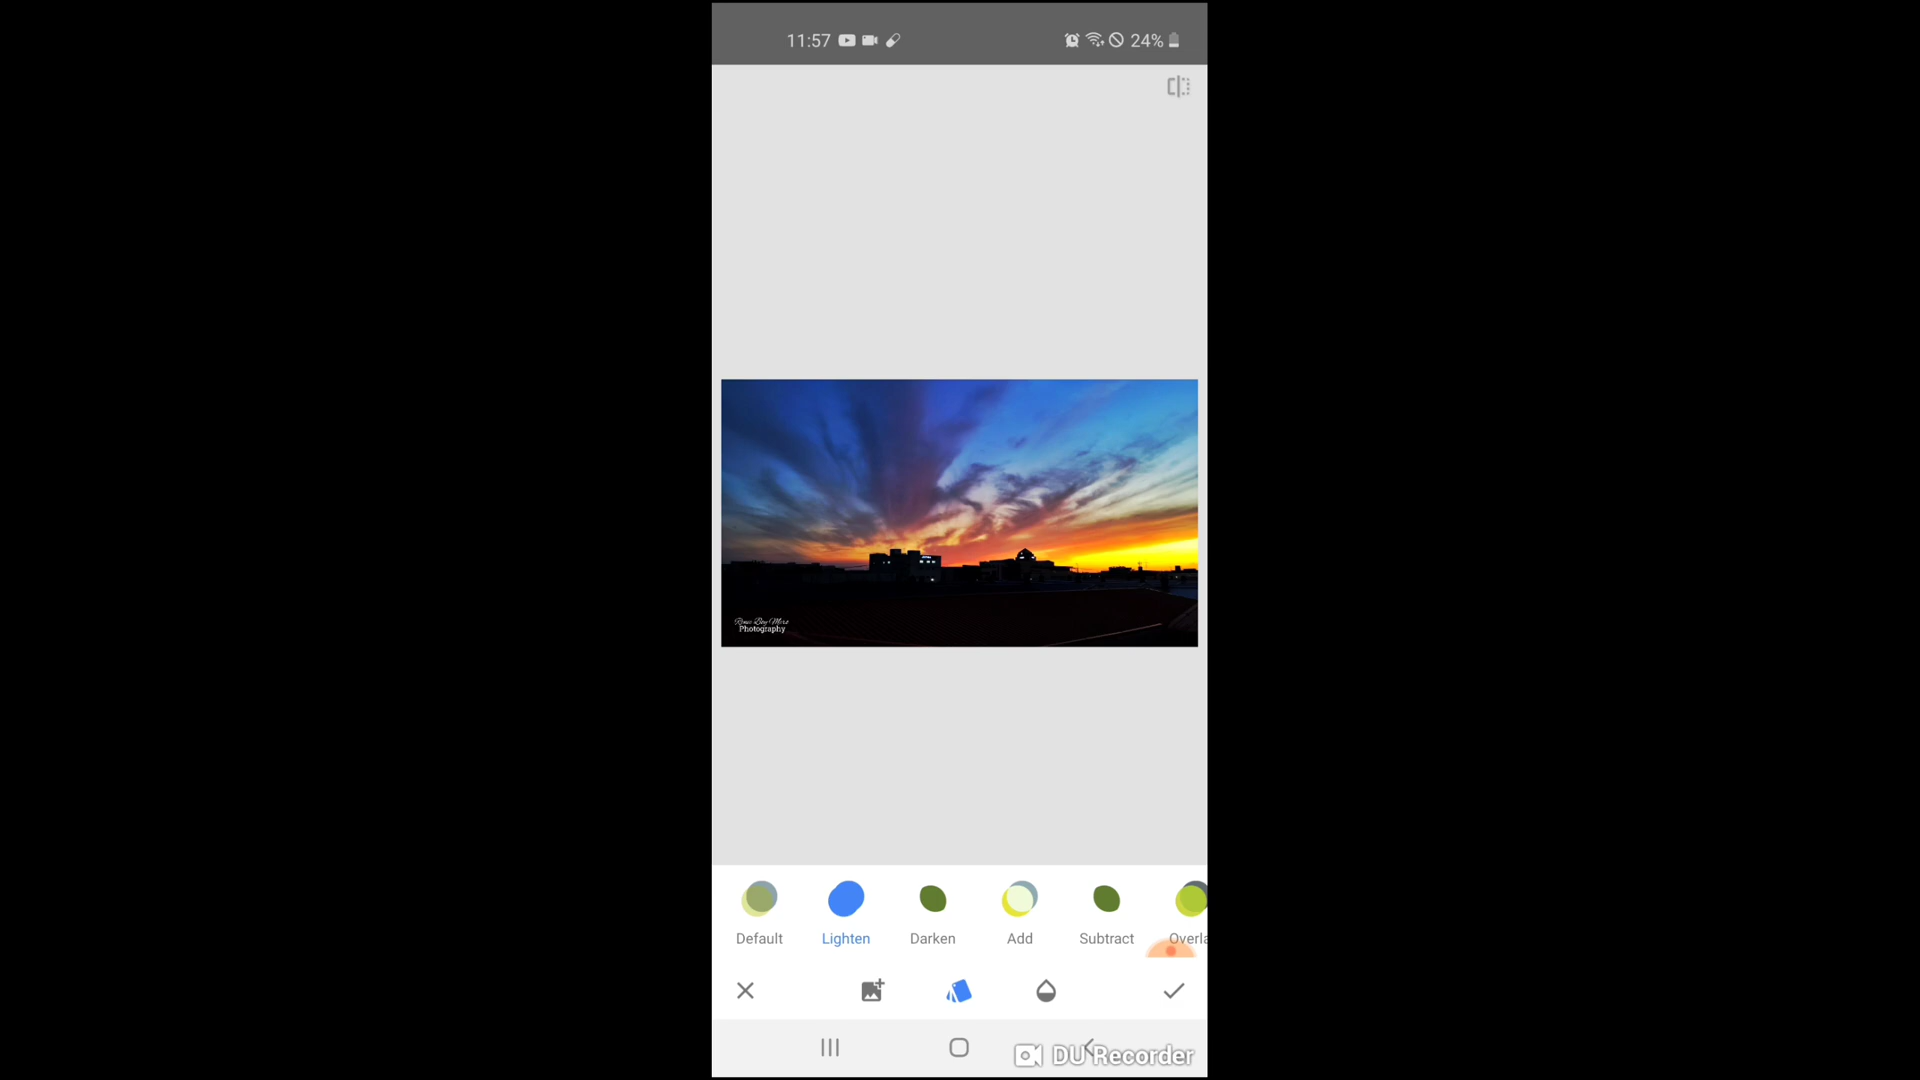 11:57
24%
Photography
Default
Lighten
Darken
Add
Subtract
Overla
DU Recorder